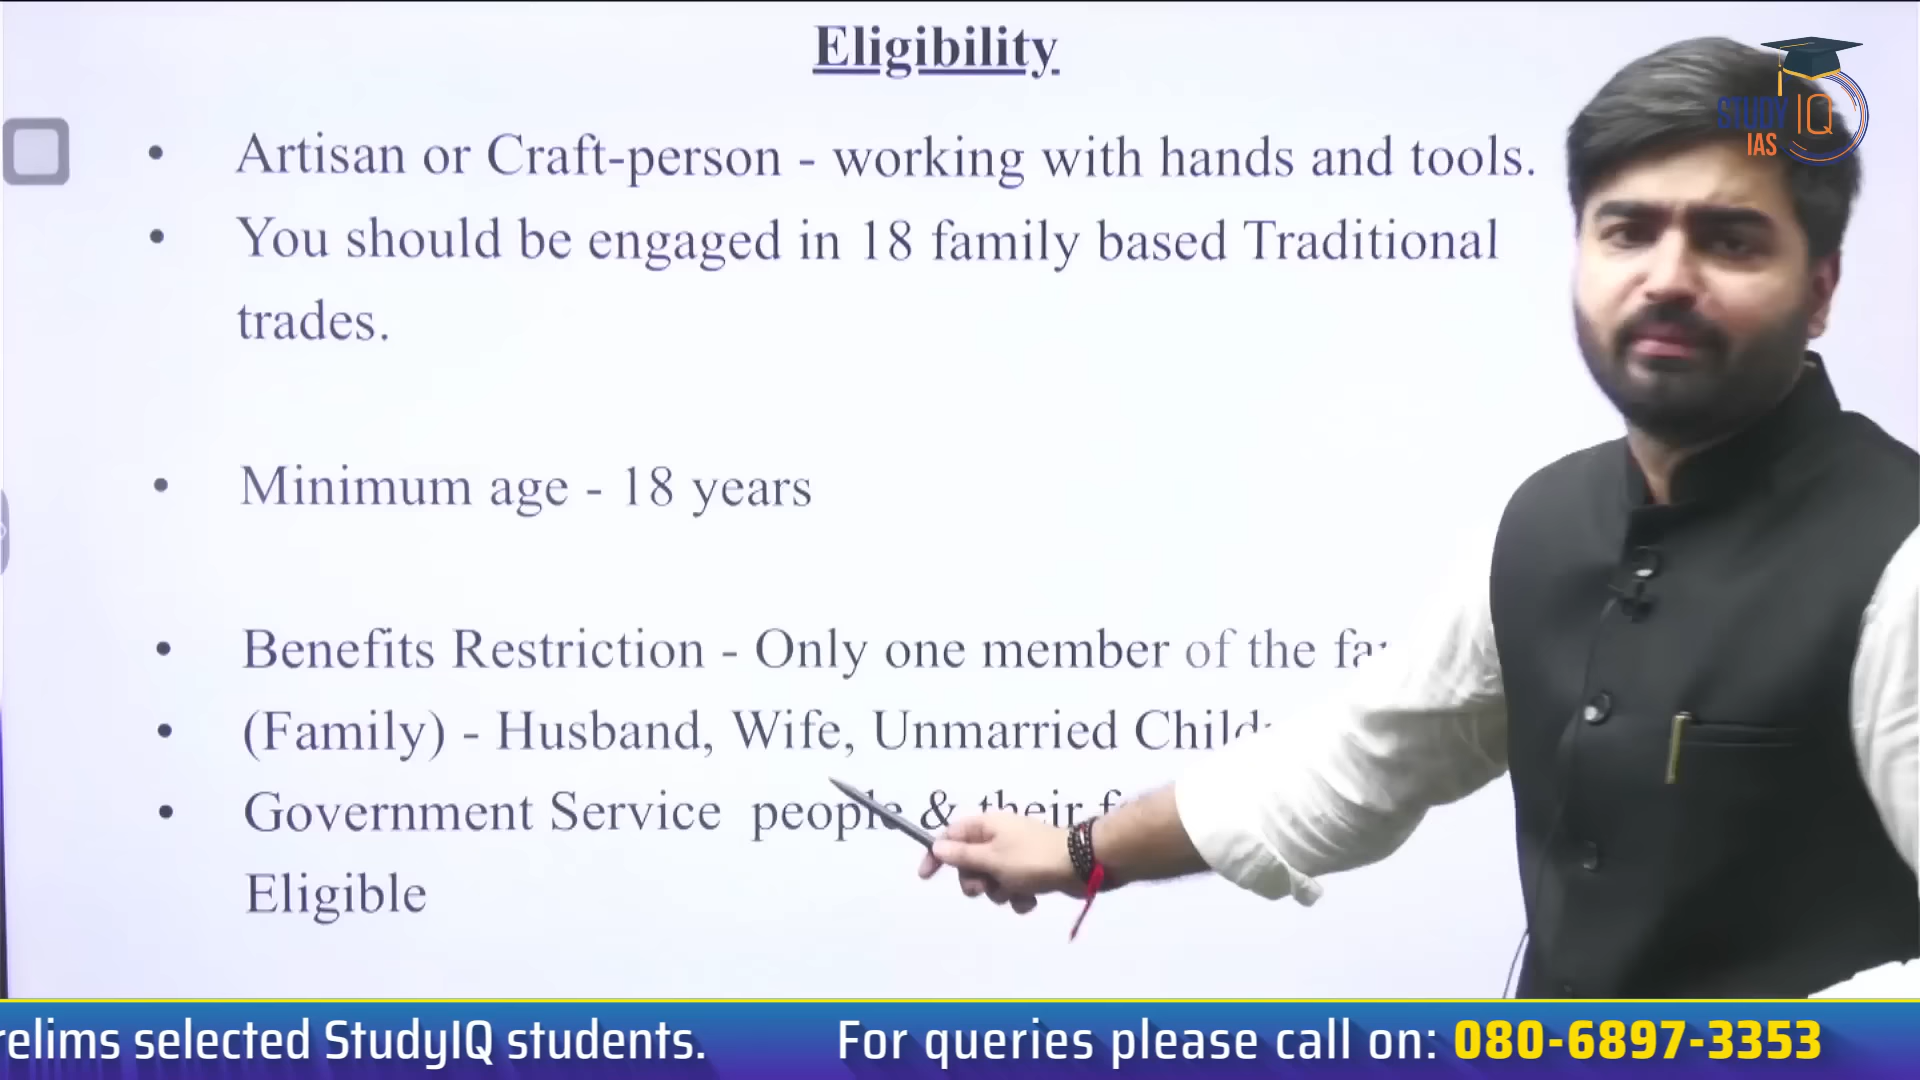 Eligibility
STUDY IQ
IAS
• Artisan or Craft-person - working with hands and tools.
• You should be engaged in 18 family based Traditional
trades.
• Minimum age - 18 years
• Benefits Restriction - Only one member of the
• (Family) - Husband, Wife, Unmarried
• Government Service people & their
Eligible
relims selected StudyIQ students. For queries please call on: 080-6897-3353